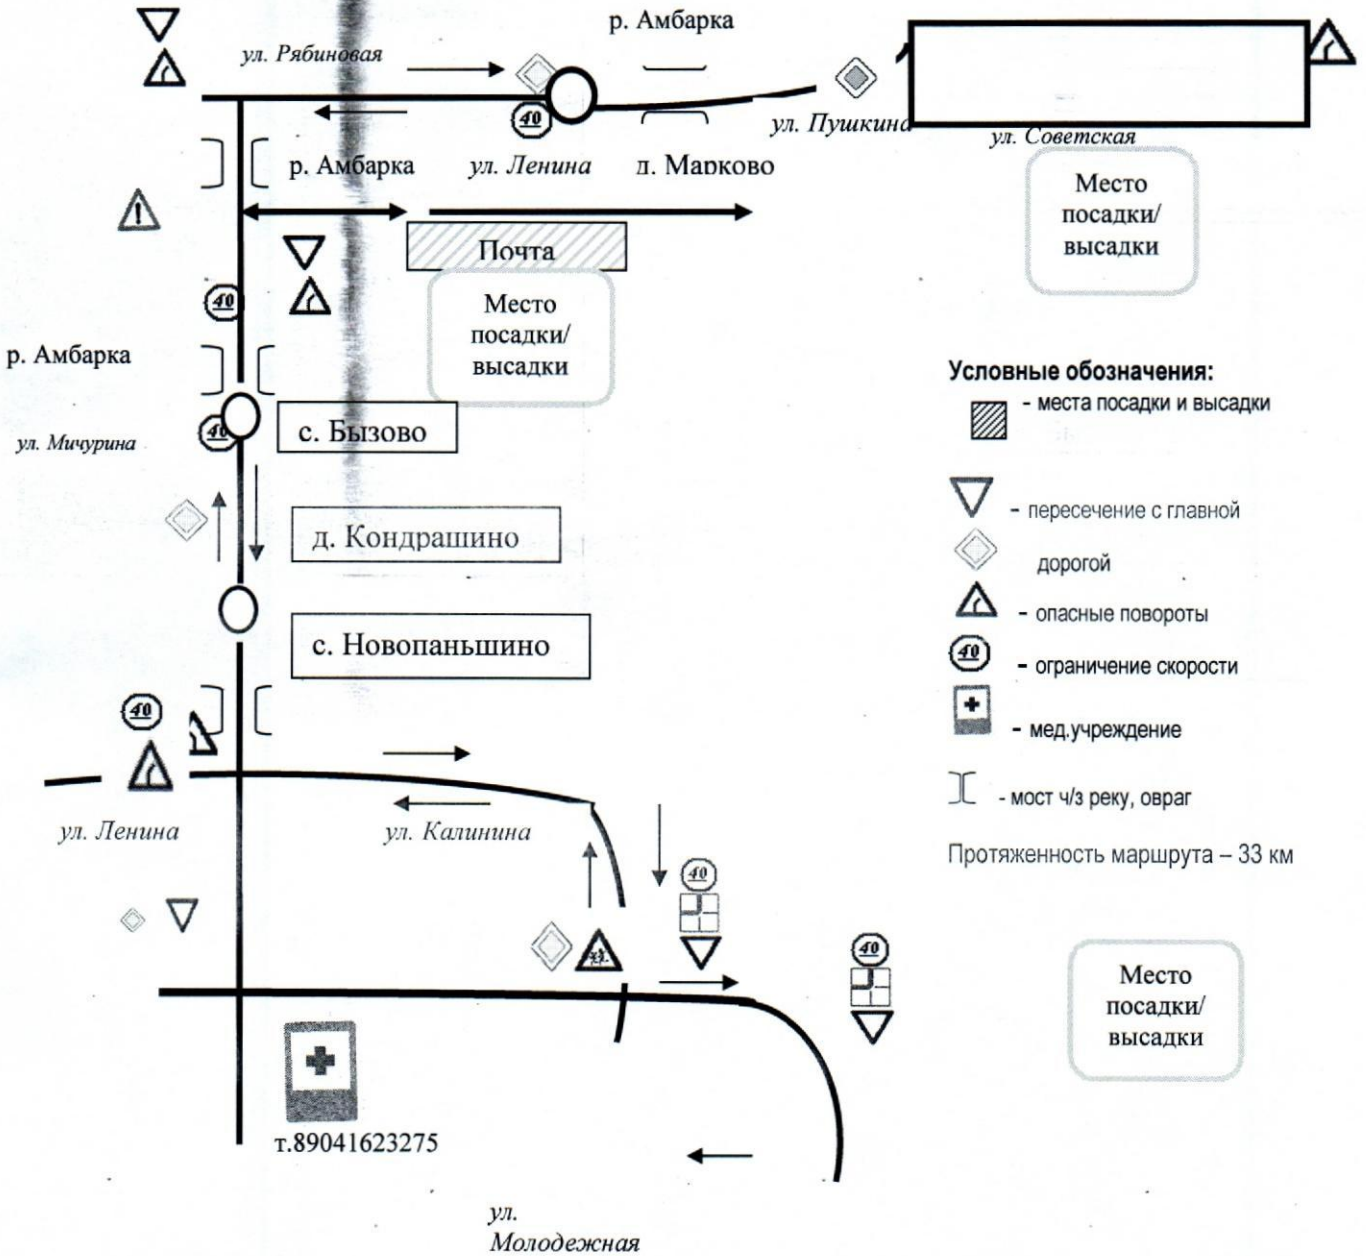 р. Амбарка
ул. Рябиновая
40
ул. Пушкина
ул. Советская
р. Амбарка
ул. Ленина
д. Марково
Место
посадки/
высадки
!
Почта
40
Место
посадки/
высадки
р. Амбарка
Условные обозначения:
- места посадки и высадки
40
с. Бызово
ул. Мичурина
- пересечение с главной
дорогой
д. Кондрашино
- опасные повороты
с. Новопаньшино
40
- ограничение скорости
40
- мед.учреждение
- мост ч/з реку, овраг
ул. Ленина
ул. Калинина
Протяженность маршрута – 33 км
40
40
Место
посадки/
высадки
т.89041623275
ул.
Молодежная